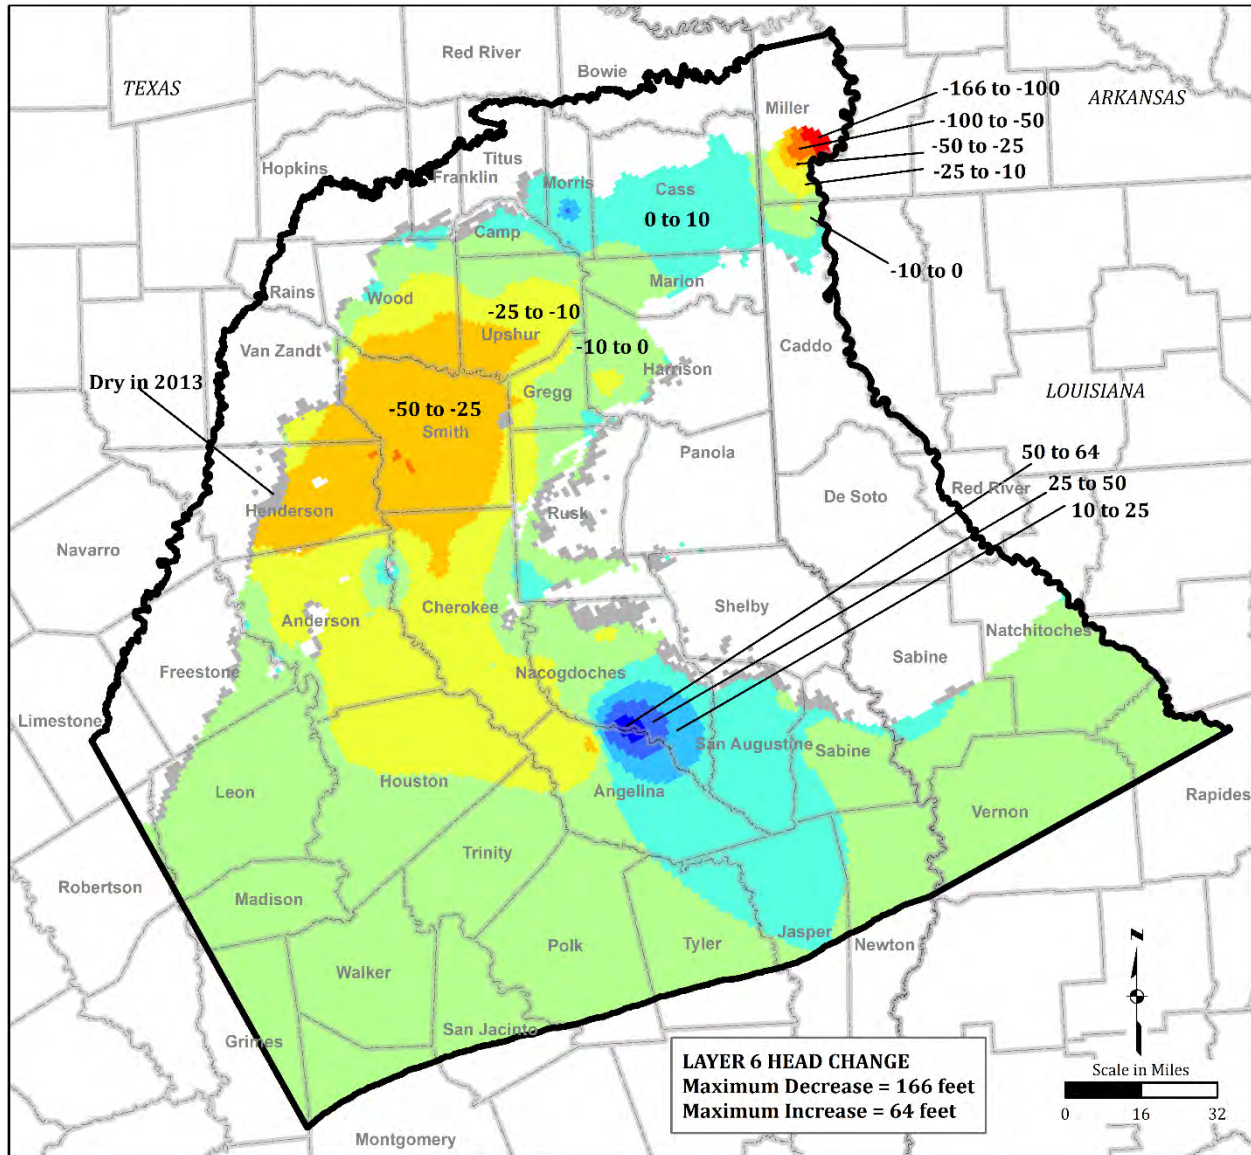 Red River
Bowie
TEXAS
Miller
-166 to -100
ARKANSAS
-100 to -50
-50 to -25
-25 to -10
Hopkins
Titus
Franklin
Morris
Cass
0 to 10
Camp
-10 to 0
Marion
Rains
Wood
-25 to -10
Upshur
-10 to 0
Van Zandt
Caddo
Harrison
Dry in 2013
Gregg
LOUISIANA
-50 to -25
Smith
Panola
50 to 64
De Soto
Red River
25 to 50
10 to 25
Henderson
Rusk
Navarro
Anderson
Cherokee
Shelby
Natchitoches
Freestone
Nacogdoches
Sabine
Limestone
San Augustine
Sabine
Leon
Houston
Angelina
Vernon
Rapides
Trinity
Robertson
Madison
Jasper
Polk
Tyler
Newton
Walker
N
San Jacinto
Grimes
LAYER 6 HEAD CHANGE
Maximum Decrease = 166 feet
Maximum Increase = 64 feet
Scale in Miles
0 16 32
Montgomery